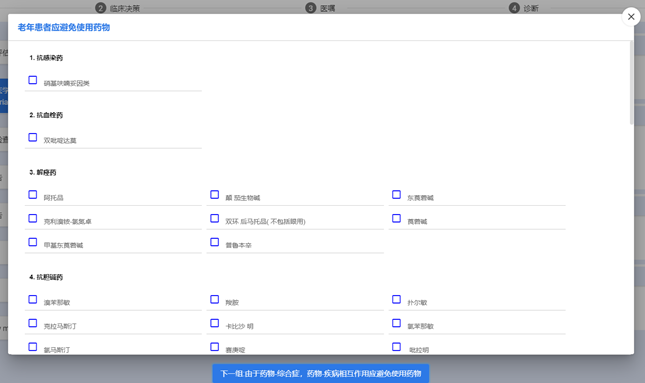 2 临床决策
3 医嘱
4 诊断
老年患者应避免使用药物
1. 抗感染药
硝基呋喃妥因类
2. 抗血栓药
双吡啶达莫
3. 解痉药
阿托品
颠茄生物碱
东莨菪碱
克利溴铵-氯氮卓
双环 后马托品( 不包括眼用)
莨菪碱
甲基东莨菪碱
普鲁本辛
4. 抗胆碱药
溴苯那敏
羧胺
扑尔敏
克拉马斯汀
卡比沙 明
氯苯那敏
氯马斯汀
赛庚啶
吡拉明
下一组:由于药物-综合症，药物-疾病相互作用应避免使用药物